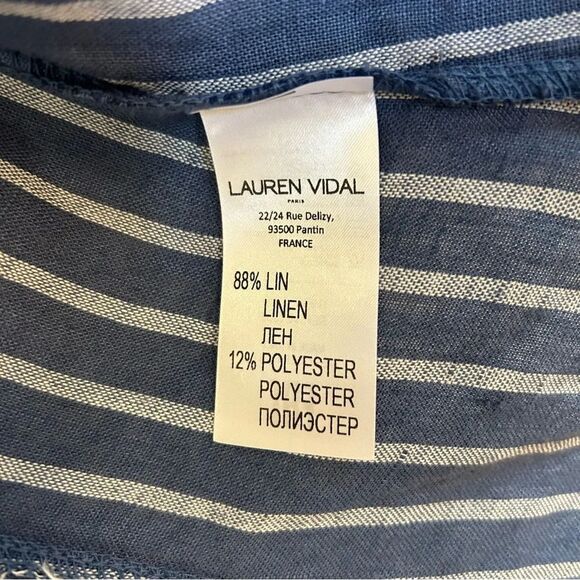 LAUREN VIDAL
PARIS
22/24 Rue Delizy,
93500 Pantin
FRANCE
88% LIN
LINEN
ЛЕН
12% POLYESTER
POLYESTER
ПОЛИЭСТЕР